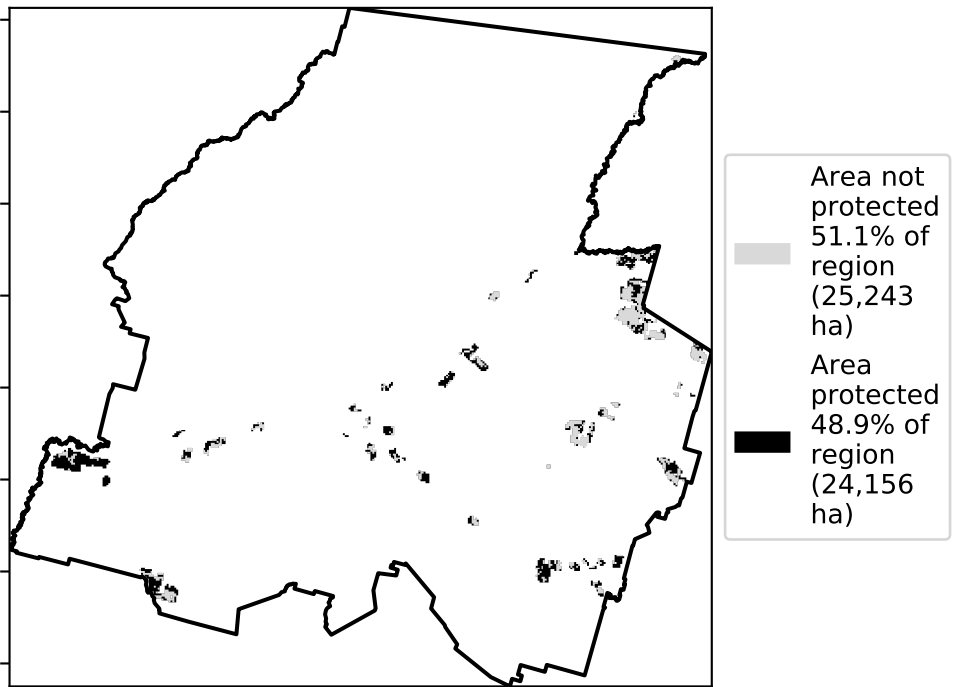 Area not
protected
51.1% of
region
(25,243
ha)
Area
protected
48.9% of
region
(24,156
ha)